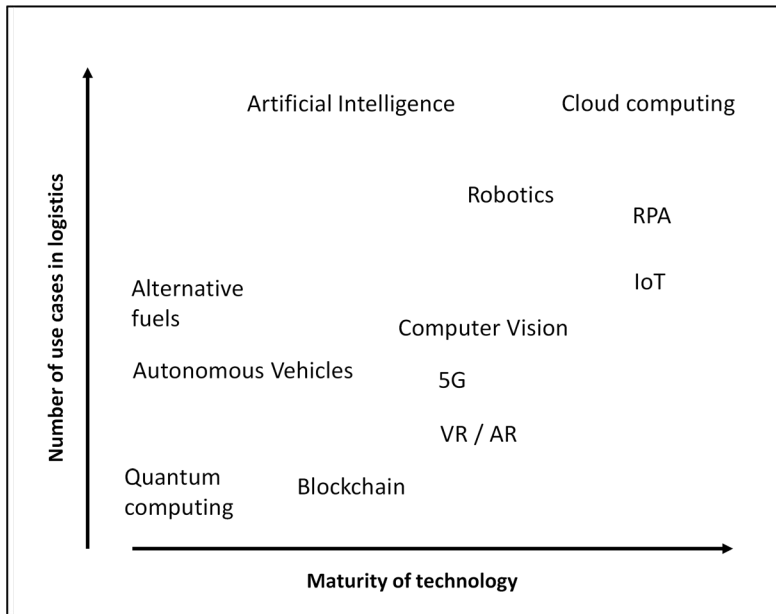 Artificial Intelligence
Cloud computing
Robotics
RPA
IoT
Alternative
fuels
Computer Vision
Autonomous Vehicles
5G
VR / AR
Quantum
computing
Blockchain
Number of use cases in logistics
Maturity of technology